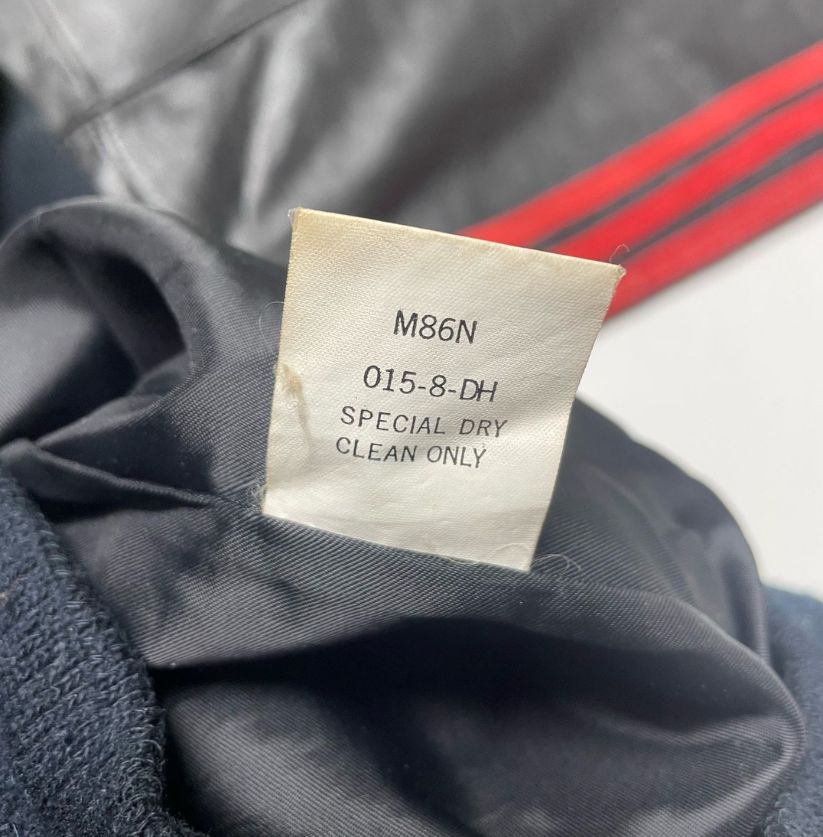 M86N
015-8-DH
SPECIAL DRY
CLEAN ONLY